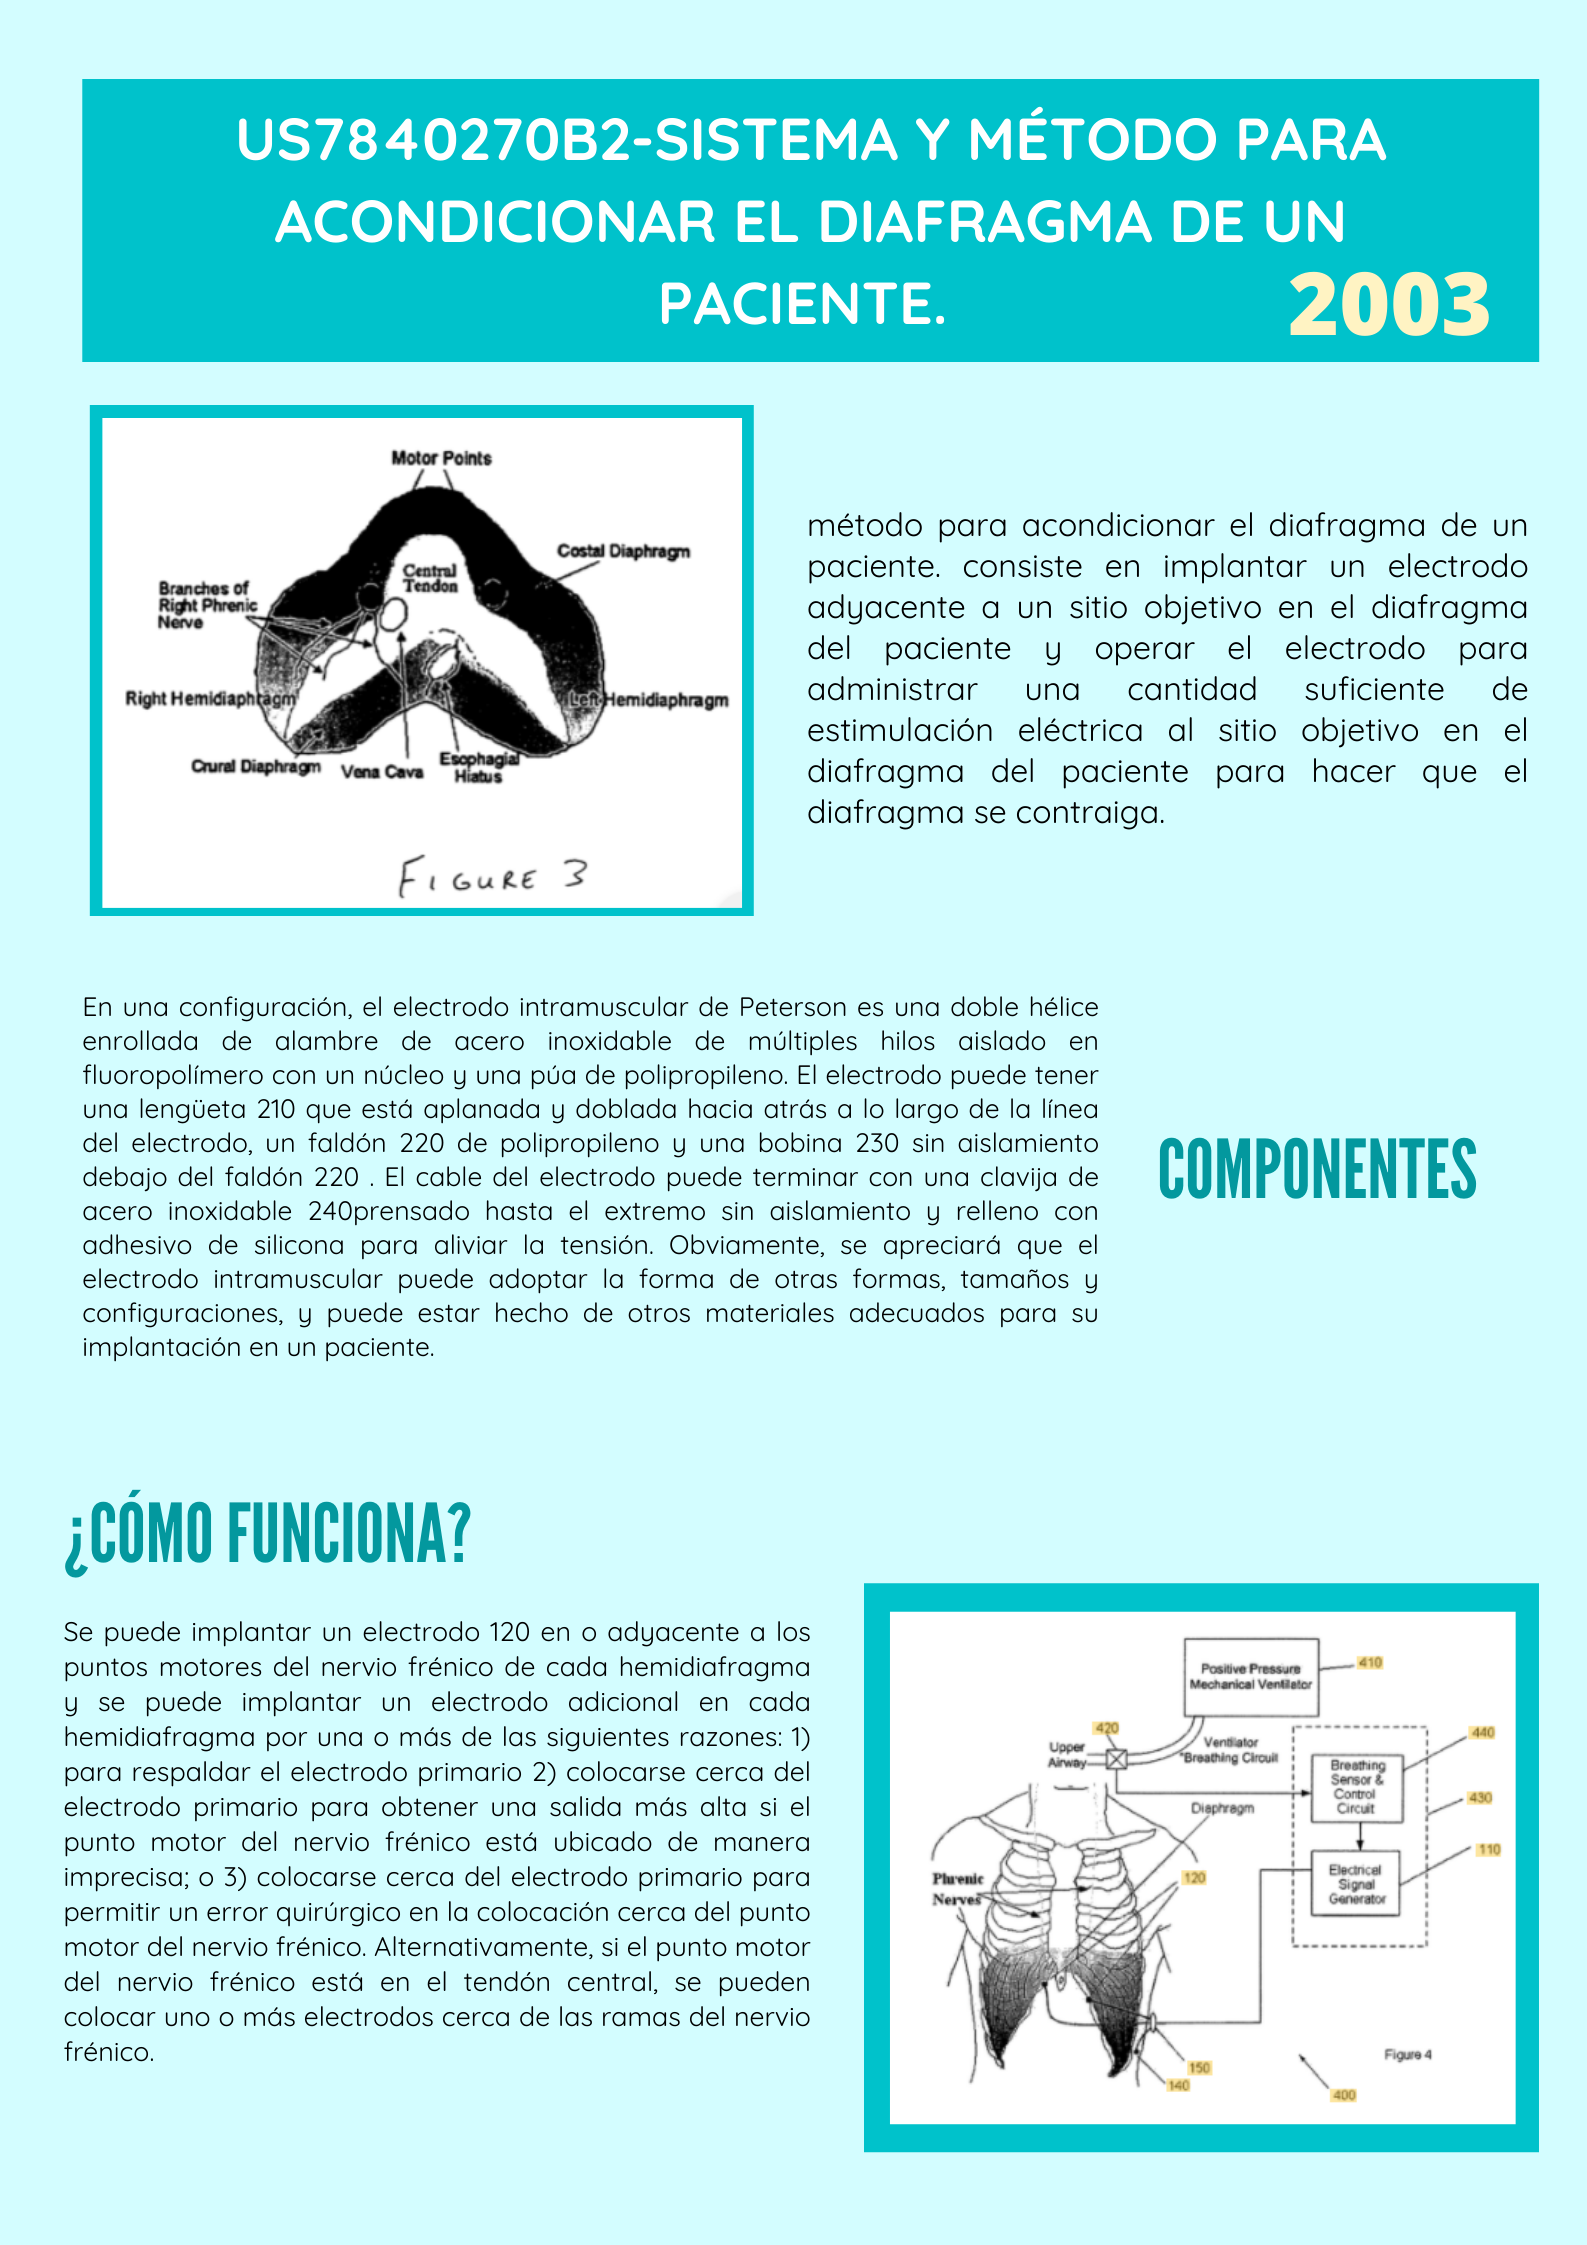 US7840270B2-SISTEMA Y MÉTODO PARA
ACONDICIONAR EL DIAFRAGMA DE UN
PACIENTE.
2003
Motor Points
Costal Diaphragm
Central
Tendon
Branches of
Right Phrenic
Nerve
Right Hemidiaphragm
Left Hemidiaphragm
Crural Diaphragm
Vena Cava
Esophagial
Hiatus
FIGURE 3
método para acondicionar el diafragma de un
paciente. consiste en implantar un electrodo
adyacente a un sitio objetivo en el diafragma
del paciente y operar el electrodo para
administrar una cantidad suficiente de
estimulación eléctrica al sitio objetivo en el
diafragma del paciente para hacer que el
diafragma se contraiga.
En una configuración, el electrodo intramuscular de Peterson es una doble hélice
enrollada de alambre de acero inoxidable de múltiples hilos aislado en
fluoropolímero con un núcleo y una púa de polipropileno. El electrodo puede tener
una lengüeta 210 que está aplanada y doblada hacia atrás a lo largo de la línea
del electrodo, un faldón 220 de polipropileno y una bobina 230 sin aislamiento
debajo del faldón 220 . El cable del electrodo puede terminar con una clavija de
acero inoxidable 240prensado hasta el extremo sin aislamiento y relleno con
adhesivo de silicona para aliviar la tensión. Obviamente, se apreciará que el
electrodo intramuscular puede adoptar la forma de otras formas, tamaños y
configuraciones, y puede estar hecho de otros materiales adecuados para su
implantación en un paciente.
COMPONENTES
¿CÓMO FUNCIONA?
Se puede implantar un electrodo 120 en o adyacente a los
puntos motores del nervio frénico de cada hemidiafragma
y se puede implantar un electrodo adicional en cada
hemidiafragma por una o más de las siguientes razones: 1)
para respaldar el electrodo primario 2) colocarse cerca del
electrodo primario para obtener una salida más alta si el
punto motor del nervio frénico está ubicado de manera
imprecisa; o 3) colocarse cerca del electrodo primario para
permitir un error quirúrgico en la colocación cerca del punto
motor del nervio frénico. Alternativamente, si el punto motor
del nervio frénico está en el tendón central, se pueden
colocar uno o más electrodos cerca de las ramas del nervio
frénico.
Positive Pressure
Mechanical Ventilator
410
420
Upper
Airway
Ventilator
Breathing Circuit
440
Breathing
Sensor &
Control
Circuit
430
Diaphragm
110
Electrical
Signal
Generator
120
Phrenic
Nerves
Figure 4
150
140
400